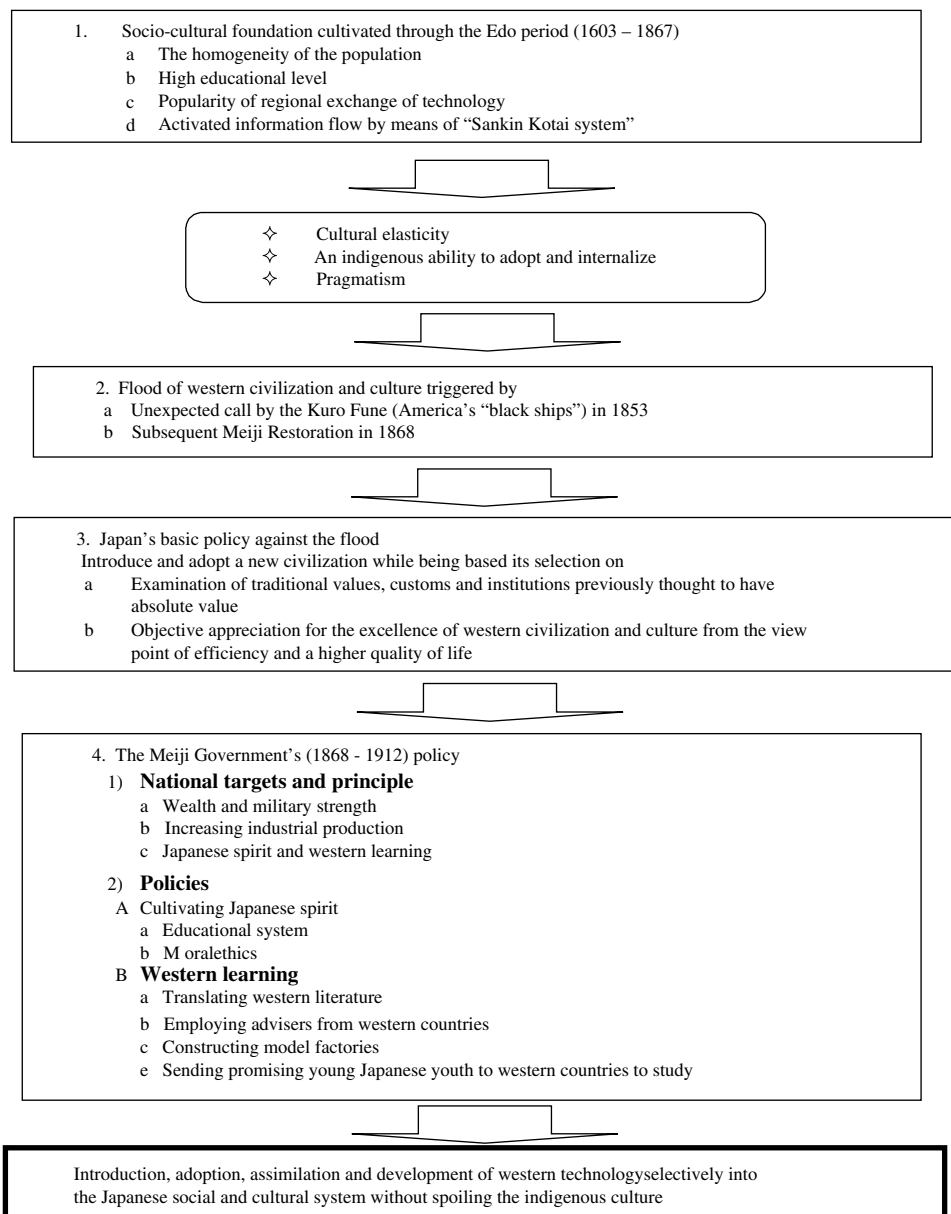 1. Socio-cultural foundation cultivated through the Edo period (1603 – 1867)
a The homogeneity of the population
b High educational level
c Popularity of regional exchange of technology
d Activated information flow by means of “Sankin Kotai system”
✧ Cultural elasticity
✧ An indigenous ability to adopt and internalize
✧ Pragmatism
2. Flood of western civilization and culture triggered by
a Unexpected call by the Kuro Fune (America’s “black ships”) in 1853
b Subsequent Meiji Restoration in 1868
3. Japan’s basic policy against the flood
Introduce and adopt a new civilization while being based its selection on
a Examination of traditional values, customs and institutions previously thought to have
absolute value
b Objective appreciation for the excellence of western civilization and culture from the view
point of efficiency and a higher quality of life
4. The Meiji Government’s (1868 - 1912) policy
1) National targets and principle
a Wealth and military strength
b Increasing industrial production
c Japanese spirit and western learning
2) Policies
A Cultivating Japanese spirit
a Educational system
b M oralethics
B Western learning
a Translating western literature
b Employing advisers from western countries
c Constructing model factories
e Sending promising young Japanese youth to western countries to study
Introduction, adoption, assimilation and development of western technologyselectively into
the Japanese social and cultural system without spoiling the indigenous culture